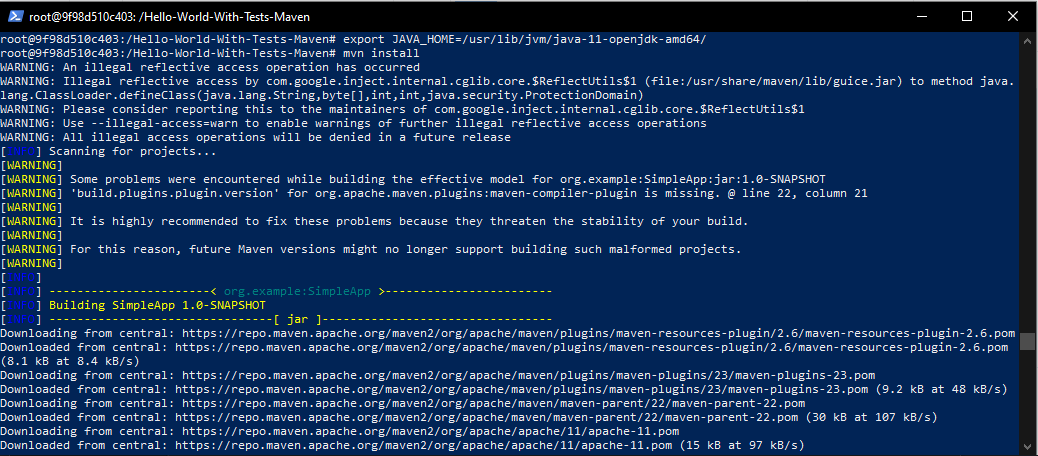 root@9f98d510c403: /Hello-World-With-Tests-Maven
root@9f98d510c403:/Hello-World-With-Tests-Maven# export JAVA_HOME=/usr/lib/jvm/java-11-openjdk-amd64/
root@9f98d510c403:/Hello-World-With-Tests-Maven# mvn install
WARNING: An illegal reflective access operation has occurred
WARNING: Illegal reflective access by com.google.inject.internal.cglib.core.$ReflectUtils$1 (file:/usr/share/maven/lib/guice.jar) to method java.
lang.ClassLoader.defineClass(java.lang.String,byte[],int,int,java.security.ProtectionDomain)
WARNING: Please consider reporting this to the maintainers of com.google.inject.internal.cglib.core.$ReflectUtils$1
WARNING: Use --illegal-access=warn to enable warnings of further illegal reflective access operations
WARNING: All illegal access operations will be denied in a future release
[INFO] Scanning for projects...
[WARNING]
[WARNING] Some problems were encountered while building the effective model for org.example:SimpleApp:jar:1.0-SNAPSHOT
[WARNING] 'build.plugins.plugin.version' for org.apache.maven.plugins:maven-compiler-plugin is missing. @ line 22, column 21
[WARNING]
[WARNING] It is highly recommended to fix these problems because they threaten the stability of your build.
[WARNING]
[WARNING] For this reason, future Maven versions might no longer support building such malformed projects.
[WARNING]
[INFO]
[INFO] -----------------------< org.example:SimpleApp >------------------------
[INFO] Building SimpleApp 1.0-SNAPSHOT
[INFO] --------------------------------[ jar ]---------------------------------
Downloading from central: https://repo.maven.apache.org/maven2/org/apache/maven/plugins/maven-resources-plugin/2.6/maven-resources-plugin-2.6.pom
Downloaded from central: https://repo.maven.apache.org/maven2/org/apache/maven/plugins/maven-resources-plugin/2.6/maven-resources-plugin-2.6.pom
(8.1 kB at 8.4 kB/s)
Downloading from central: https://repo.maven.apache.org/maven2/org/apache/maven/plugins/maven-plugins/23/maven-plugins-23.pom
Downloaded from central: https://repo.maven.apache.org/maven2/org/apache/maven/plugins/maven-plugins/23/maven-plugins-23.pom (9.2 kB at 48 kB/s)
Downloading from central: https://repo.maven.apache.org/maven2/org/apache/maven/maven-parent/22/maven-parent-22.pom
Downloaded from central: https://repo.maven.apache.org/maven2/org/apache/maven/maven-parent/22/maven-parent-22.pom (30 kB at 107 kB/s)
Downloading from central: https://repo.maven.apache.org/maven2/org/apache/apache/11/apache-11.pom
Downloaded from central: https://repo.maven.apache.org/maven2/org/apache/apache/11/apache-11.pom (15 kB at 97 kB/s)